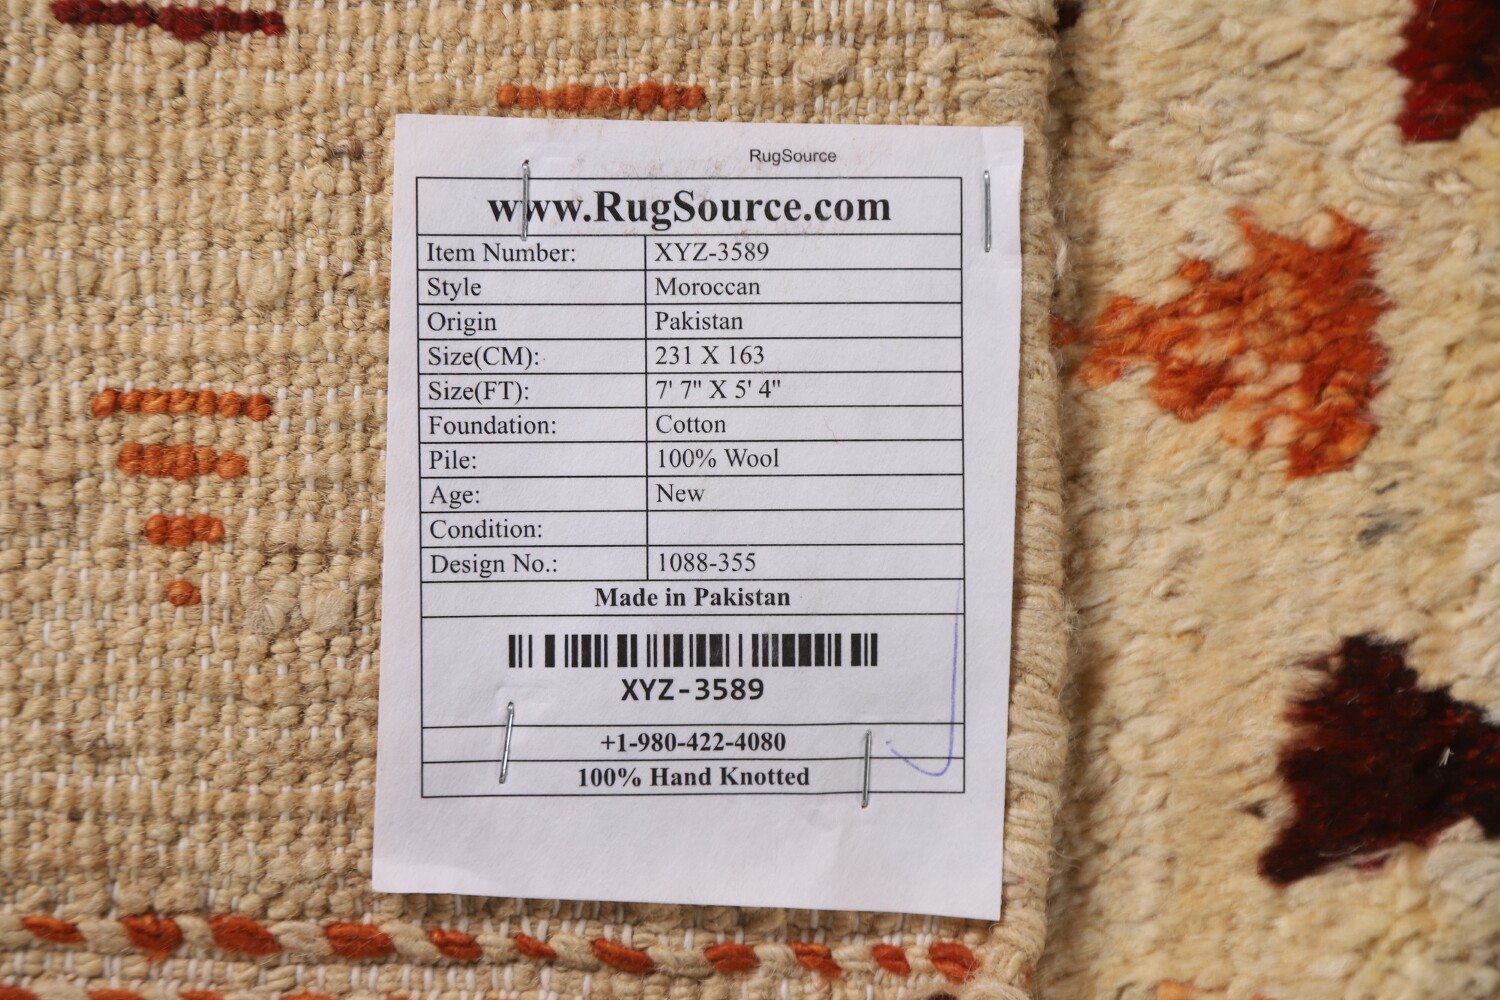 RugSource
www.RugSource.com
Item Number: XYZ-3589
Style Moroccan
Origin Pakistan
Size(CM): 231 X 163
Size(FT): 7' 7" X 5' 4"
Foundation: Cotton
Pile: 100% Wool
Age: New
Condition:
Design No.: 1088-355
Made in Pakistan
XYZ-3589
+1-980-422-4080
100% Hand Knotted